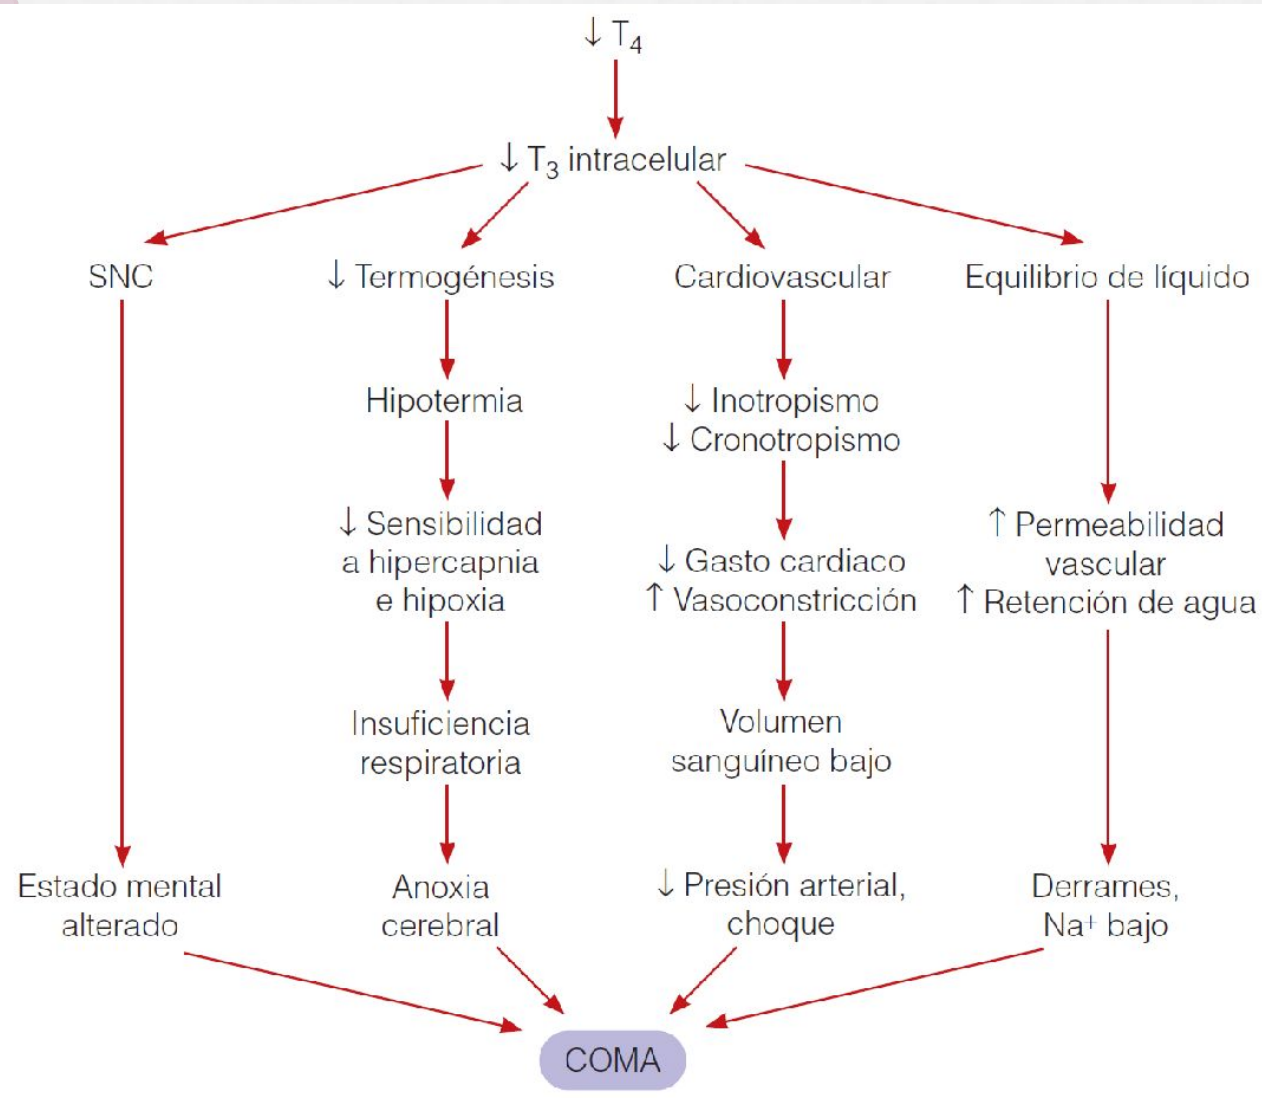 ↓ T₄
↓ T₃ intracelular
SNC
↓ Termogénesis
Cardiovascular
Equilibrio de líquido
Hipotermia
↓ Inotropismo
↓ Cronotropismo
↓ Sensibilidad
a hipercapnia
e hipoxia
↓ Gasto cardiaco
↑ Vasoconstricción
↑ Permeabilidad
vascular
↑ Retención de agua
Insuficiencia
respiratoria
Volumen
sanguíneo bajo
Estado mental
alterado
Anoxia
cerebral
↓ Presión arterial,
choque
Derrames,
Na⁺ bajo
COMA